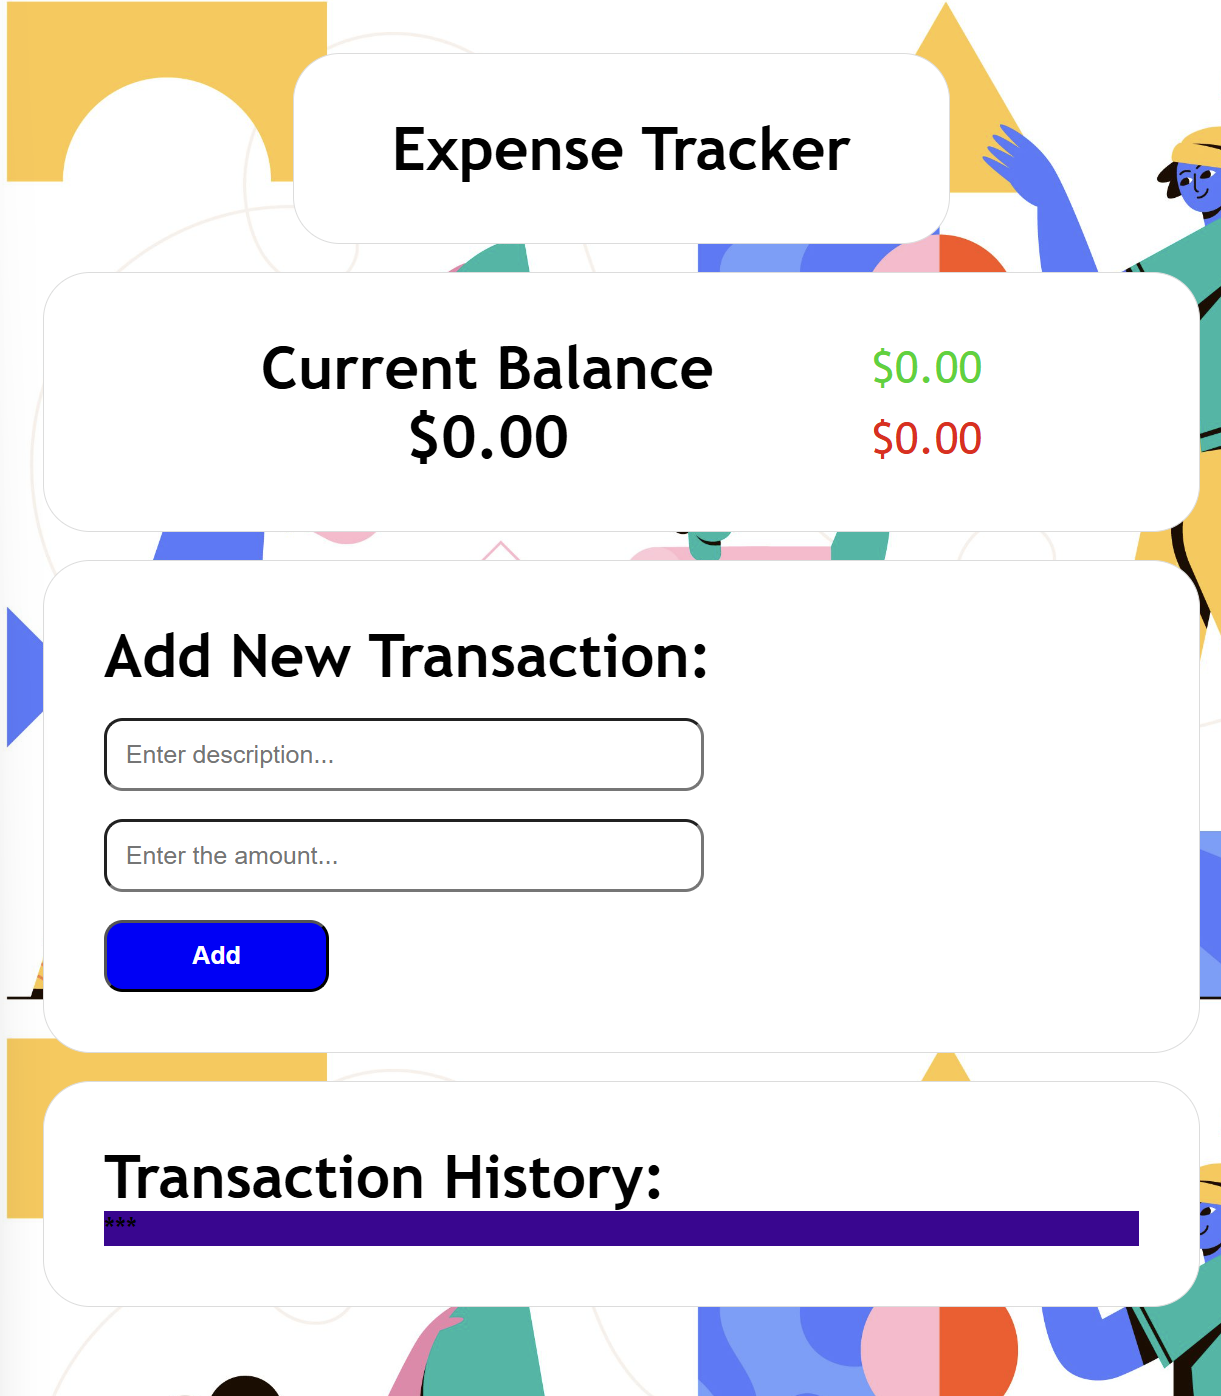 Expense Tracker
Current Balance
$0.00
$0.00
$0.00
Add New Transaction:
Enter description...
Enter the amount...
Add
Transaction History:
***